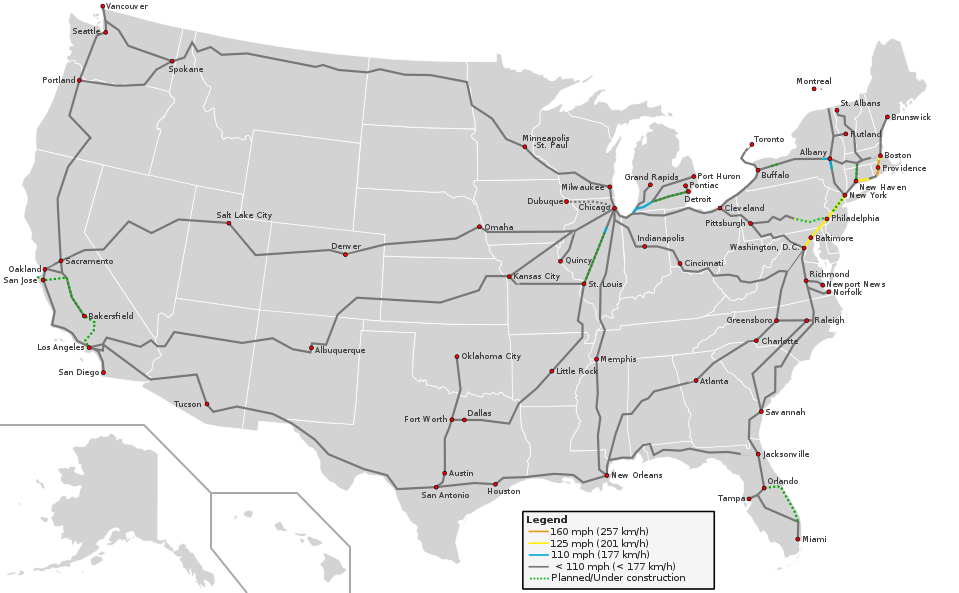 Vancouver
Seattle
Spokane
Portland
Montreal
St. Albans
Brunswick
Rutland
Toronto
Albany
Boston
Providence
Buffalo
New Haven
New York
Minneapolis
-St. Paul
Grand Rapids
Port Huron
Pontiac
Detroit
Milwaukee
Dubuque
Chicago
Cleveland
Pittsburgh
Philadelphia
Baltimore
Washington, D.C.
Salt Lake City
Omaha
Denver
Indianapolis
Cincinnati
Quincy
Kansas City
St. Louis
Sacramento
Oakland
San Jose
Richmond
Newport News
Norfolk
Bakersfield
Greensboro
Raleigh
Charlotte
Los Angeles
San Diego
Albuquerque
Oklahoma City
Memphis
Little Rock
Atlanta
Tucson
Fort Worth
Dallas
Savannah
Austin
San Antonio
Houston
New Orleans
Jacksonville
Orlando
Tampa
Miami
Legend
160 mph (257 km/h)
125 mph (201 km/h)
110 mph (177 km/h)
< 110 mph (< 177 km/h)
Planned/Under construction